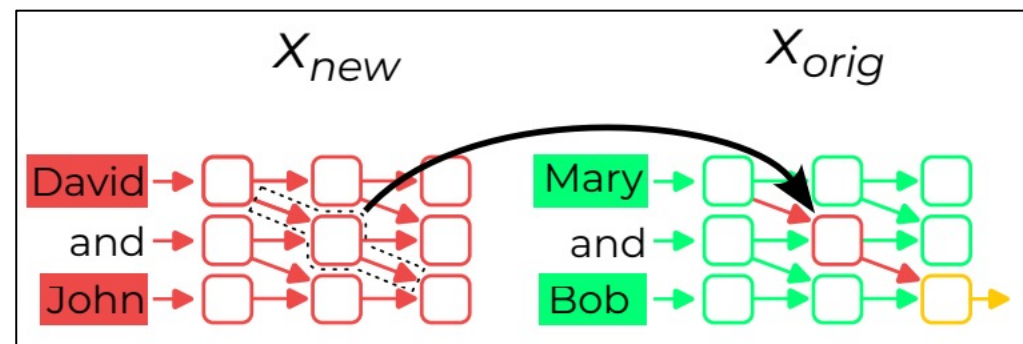 X_new
X_orig
David
and
John
Mary
and
Bob